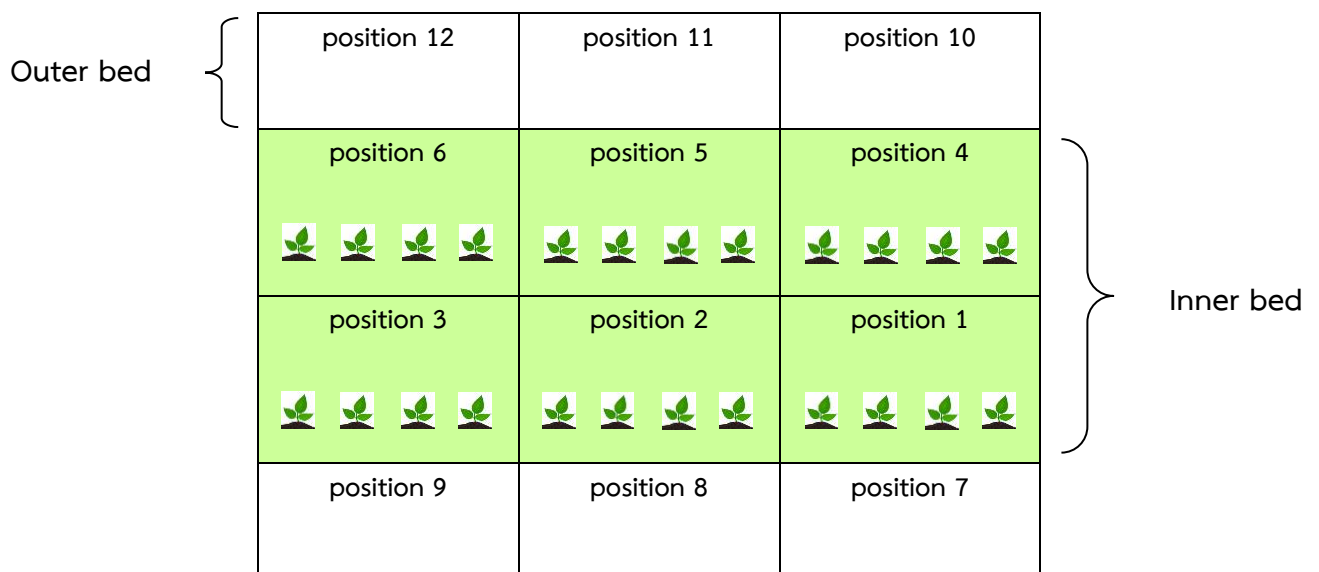 position 12 position 11 position 10
Outer bed
position 6 position 5 position 4
Inner bed
position 3 position 2 position 1
position 9 position 8 position 7